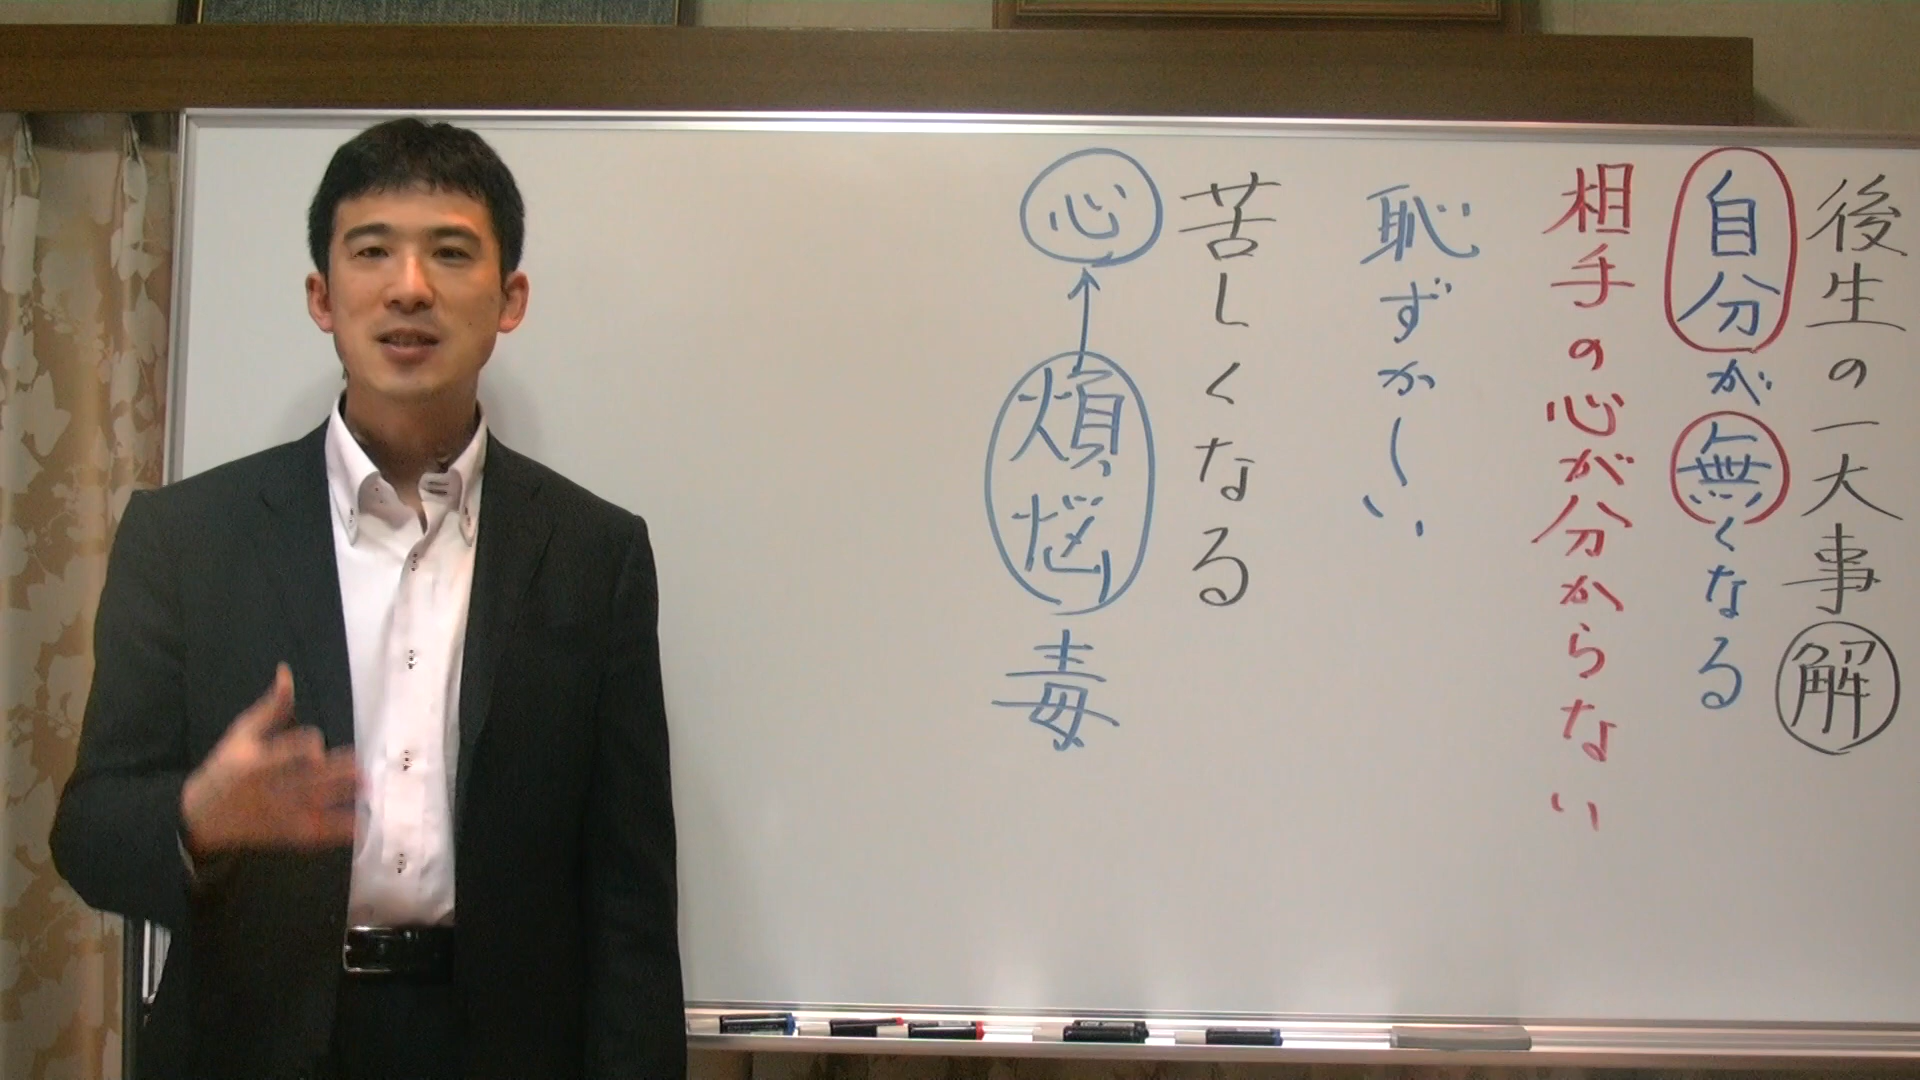 後生の一大事解
自分が無くなる
相手の心が分からない
恥ずかしい
苦しくなる
心
煩悩
毒